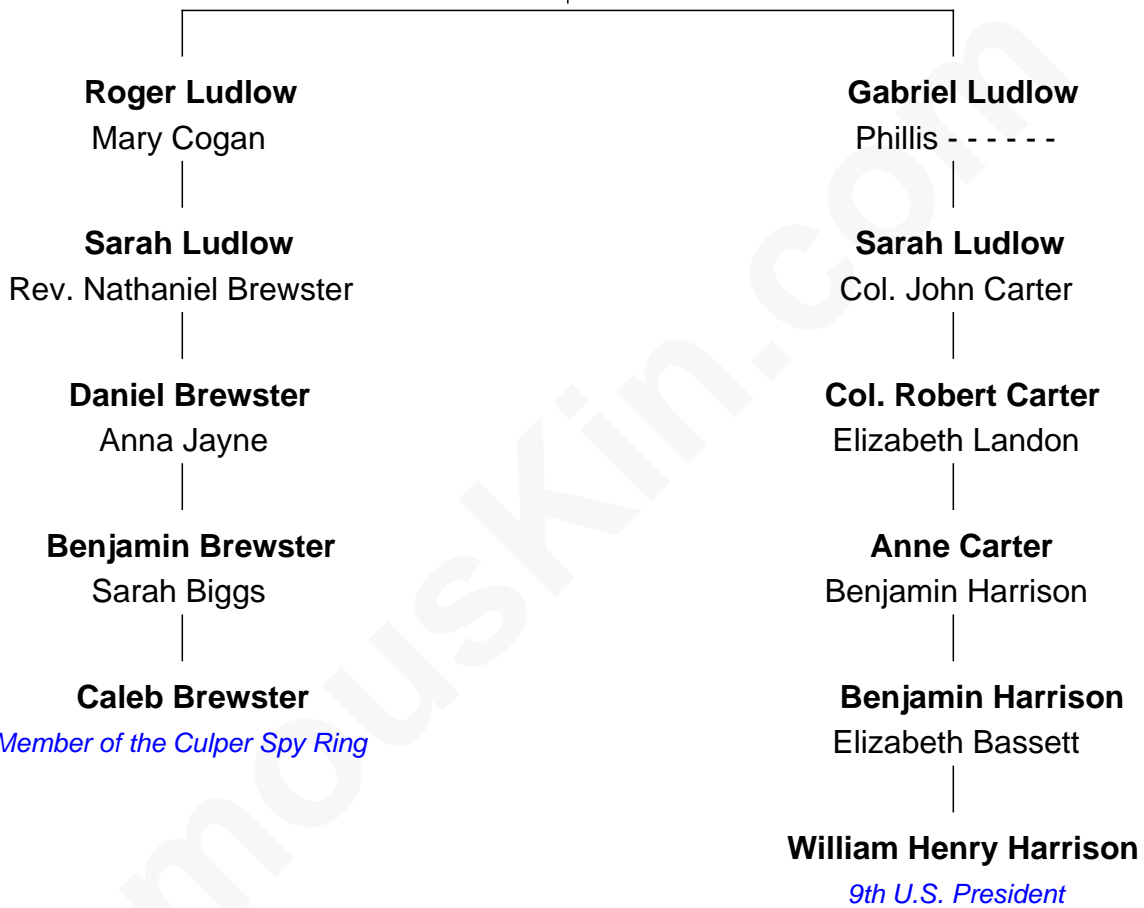 Roger Ludlow
Mary Cogan
Gabriel Ludlow
Phillis - - - - - -
Sarah Ludlow
Rev. Nathaniel Brewster
Sarah Ludlow
Col. John Carter
Daniel Brewster
Anna Jayne
Col. Robert Carter
Elizabeth Landon
Benjamin Brewster
Sarah Biggs
Anne Carter
Benjamin Harrison
Caleb Brewster
Member of the Culper Spy Ring
Benjamin Harrison
Elizabeth Bassett
William Henry Harrison
9th U.S. President
mouskin.com